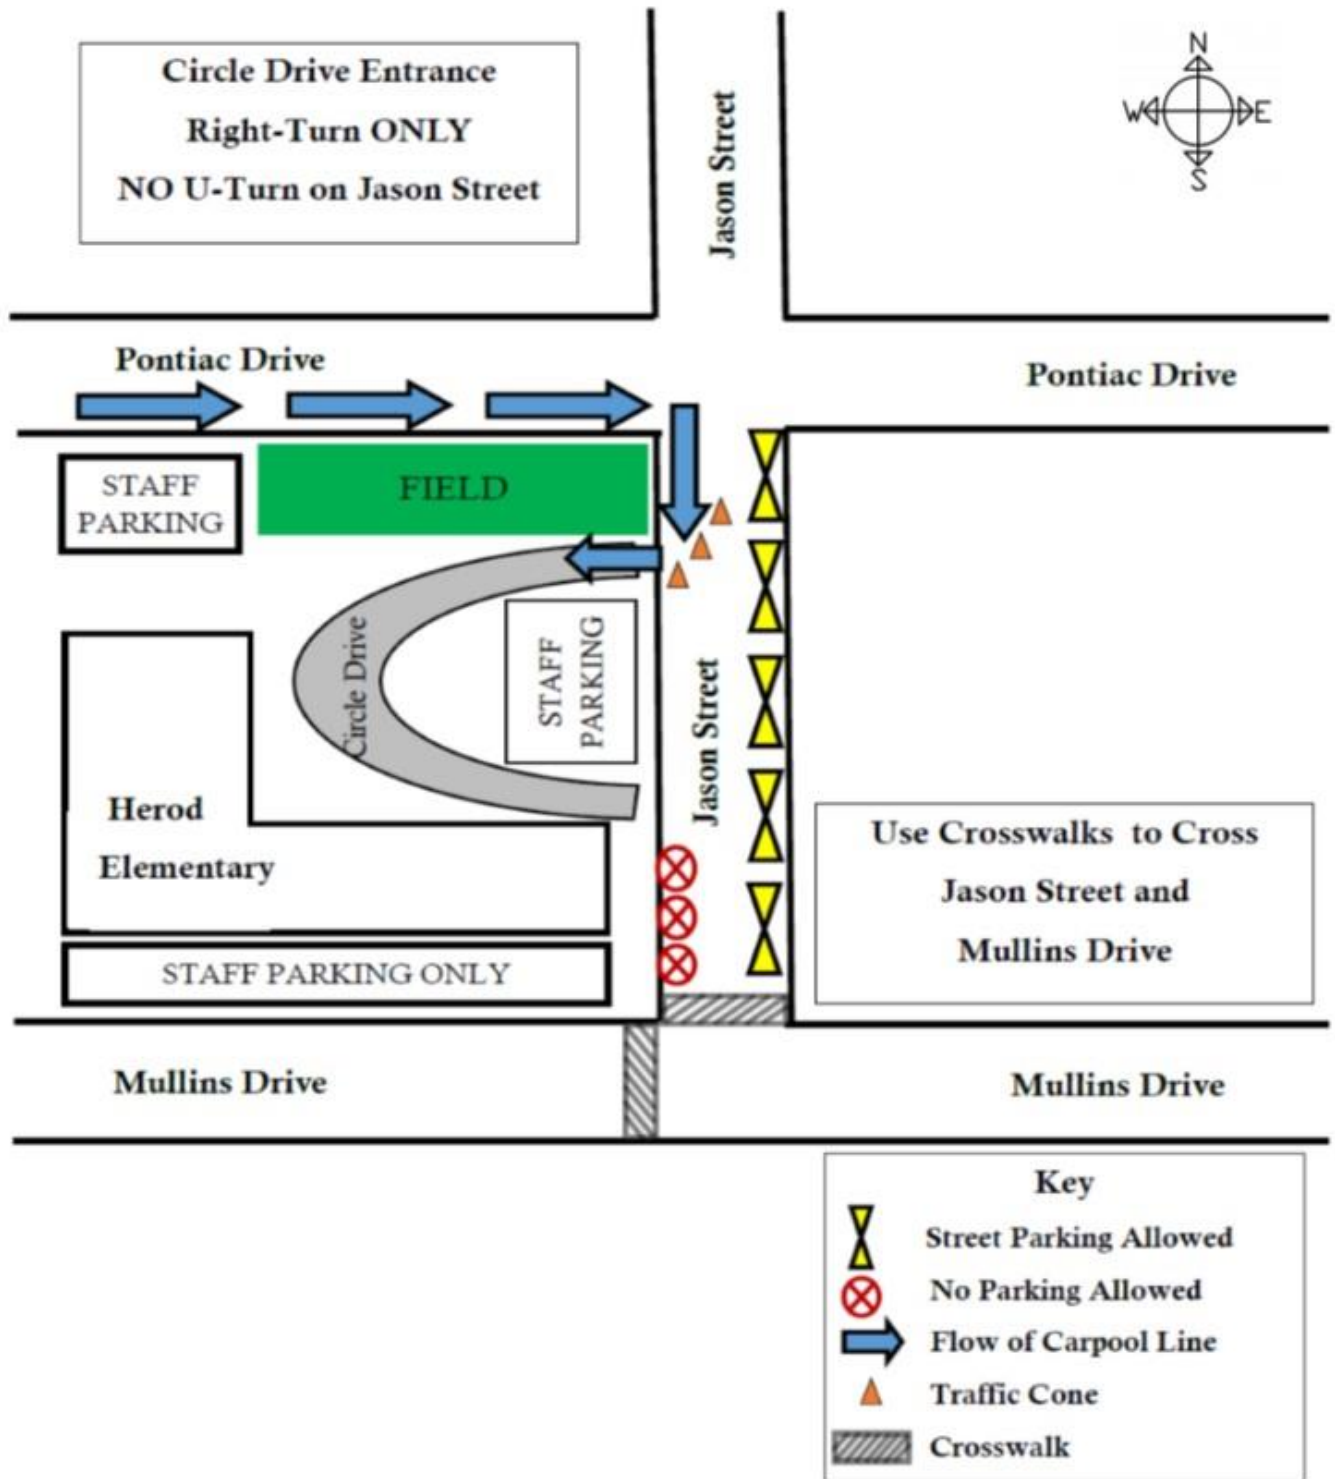 Circle Drive Entrance
Right-Turn ONLY
NO U-Turn on Jason Street
Jason Street
N
W
E
S
Pontiac Drive
Pontiac Drive
STAFF
PARKING
FIELD
Circle Drive
STAFF
PARKING
Jason Street
Herod
Elementary
Use Crosswalks to Cross
Jason Street and
Mullins Drive
STAFF PARKING ONLY
Mullins Drive
Mullins Drive
Key
Street Parking Allowed
No Parking Allowed
Flow of Carpool Line
Traffic Cone
Crosswalk